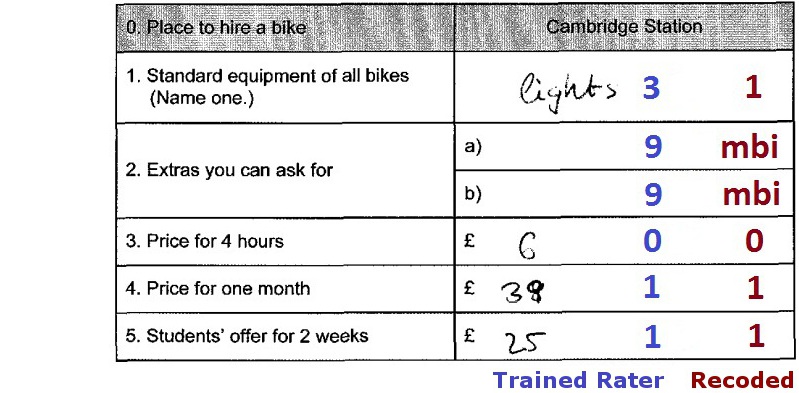 0. Place to hire a bike Cambridge Station
1. Standard equipment of all bikes
(Name one.) lights 3 1
2. Extras you can ask for
a) 9 mbi
b) 9 mbi
3. Price for 4 hours £ 6 0 0
4. Price for one month £ 38 1 1
5. Students' offer for 2 weeks £ 25 1 1
Trained Rater Recoded